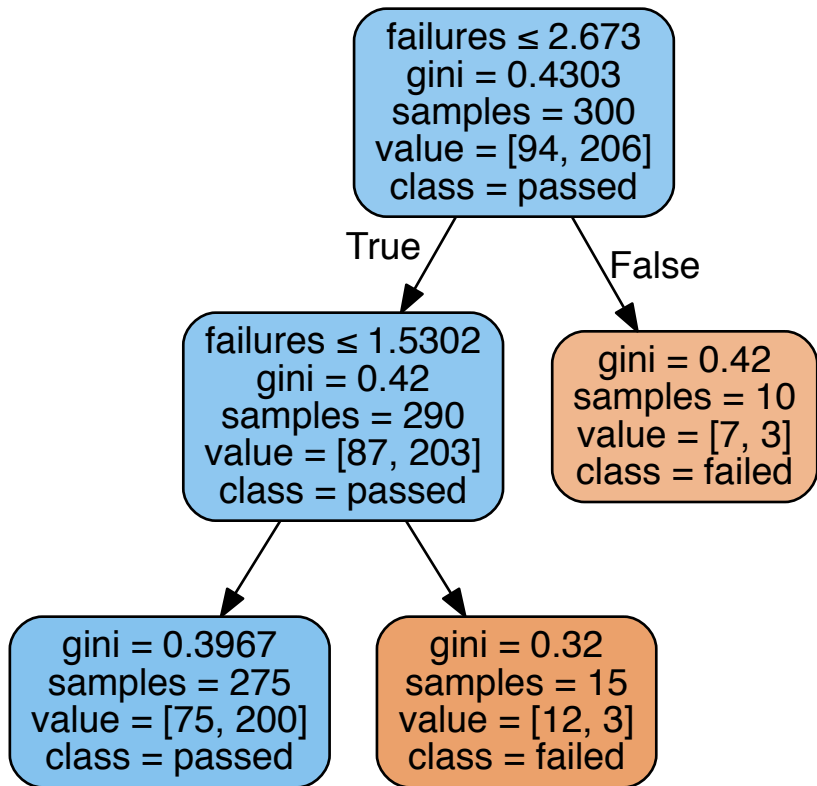 failures ≤ 2.673
gini = 0.4303
samples = 300
value = [94, 206]
class = passed
True
False
failures ≤ 1.5302
gini = 0.42
samples = 290
value = [87, 203]
class = passed
gini = 0.42
samples = 10
value = [7, 3]
class = failed
gini = 0.3967
samples = 275
value = [75, 200]
class = passed
gini = 0.32
samples = 15
value = [12, 3]
class = failed